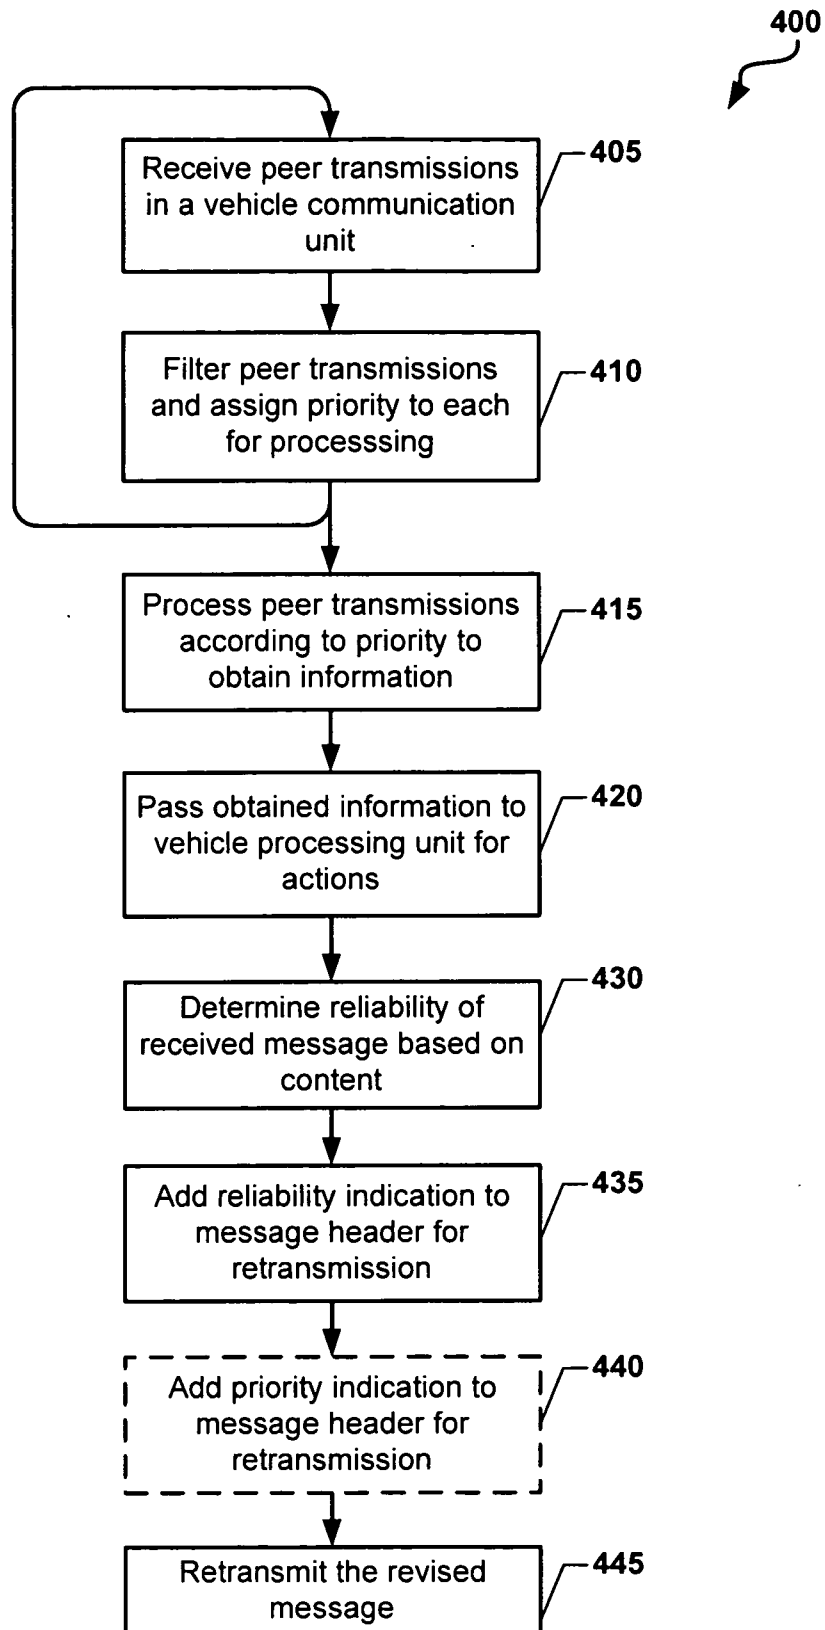 400
Receive peer transmissions
in a vehicle communication
unit
405
Filter peer transmissions
and assign priority to each
for processsing
410
Process peer transmissions
according to priority to
obtain information
415
Pass obtained information to
vehicle processing unit for
actions
420
Determine reliability of
received message based on
content
430
Add reliability indication to
message header for
retransmission
435
Add priority indication to
message header for
retransmission
440
Retransmit the revised
message
445